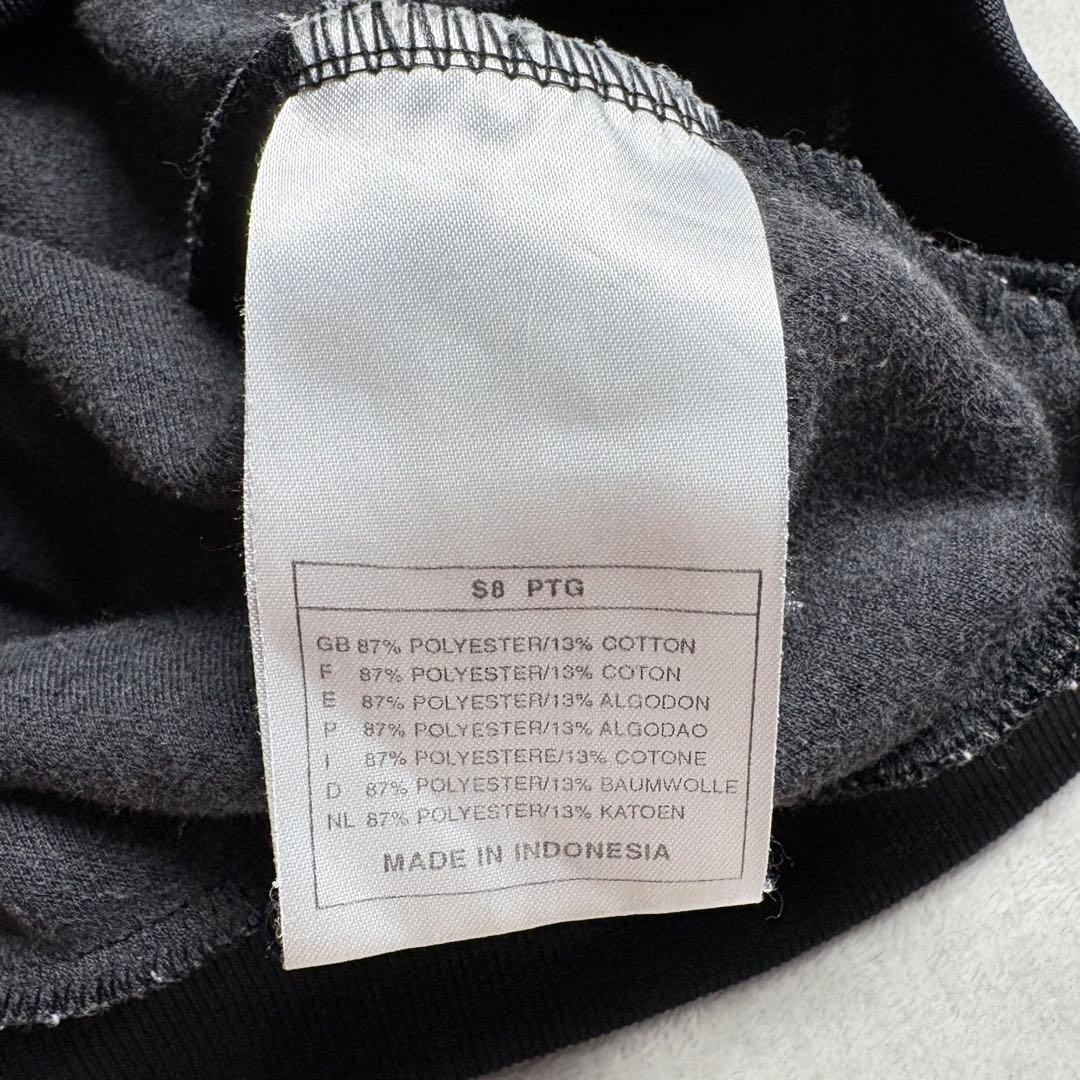 S8 PTG
GB 87% POLYESTER/13% COTTON
F 87% POLYESTER/13% COTON
E 87% POLYESTER/13% ALGODON
P 87% POLYESTER/13% ALGODAO
I 87% POLYESTERE/13% COTONE
D 87% POLYESTER/13% BAUMWOLLE
NL 87% POLYESTER/13% KATOEN
MADE IN INDONESIA